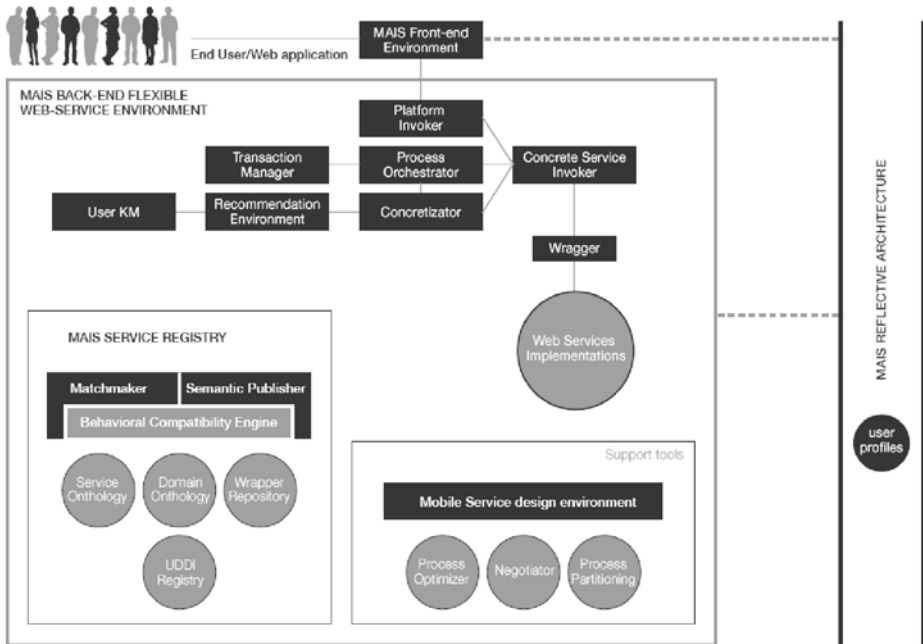 MAIS Front-end
Environment
End User/Web application
MAIS BACK-END FLEXIBLE
WEB-SERVICE ENVIRONMENT
Platform
Invoker
Transaction
Manager
Process
Orchestrator
Concrete Service
Invoker
User KM
Recommendation
Environment
Concretizator
Wragger
Web Services
Implementations
MAIS SERVICE REGISTRY
Matchmaker
Semantic Publisher
Behavioral Compatibility Engine
Service
Onthology
Domain
Onthology
Wrapper
Repository
UDDI
Registry
Support tools
Mobile Service design environment
Process
Optimizer
Negotiator
Process
Partitioning
MAIS REFLECTIVE ARCHITECTURE
user
profiles